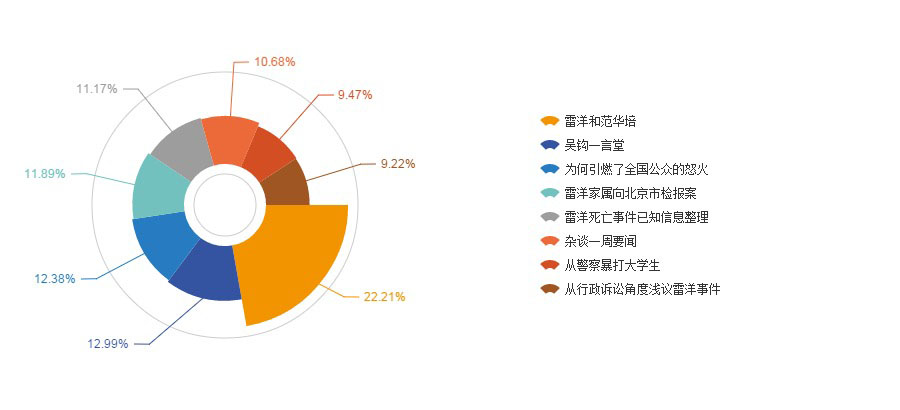 10.68%
11.17%
9.47%
9.22%
11.89%
12.38%
22.21%
12.99%
雷洋和范华培
吴钩一言堂
为何引燃了全国公众的怒火
雷洋家属向北京市检报案
雷洋死亡事件已知信息整理
杂谈一周要闻
从警察暴打大学生
从行政诉讼角度浅议雷洋事件